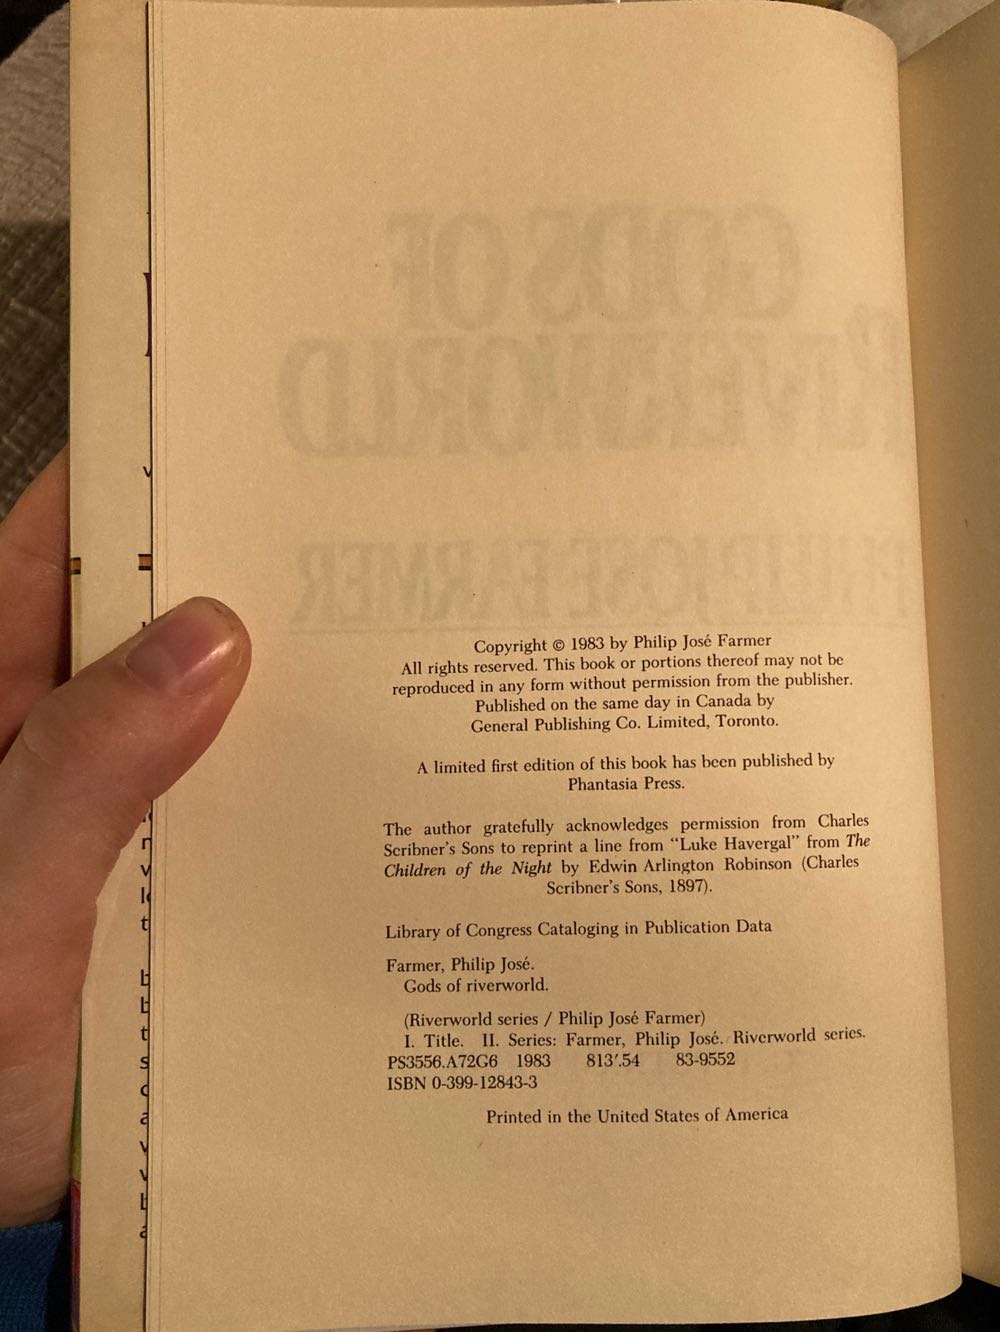 GODS OF
RIVERWORLD
PHILIP JOSÉ FARMER
Copyright © 1983 by Philip José Farmer
All rights reserved. This book or portions thereof may not be
reproduced in any form without permission from the publisher.
Published on the same day in Canada by
General Publishing Co. Limited, Toronto.
A limited first edition of this book has been published by
Phantasia Press.
The author gratefully acknowledges permission from Charles
Scribner's Sons to reprint a line from "Luke Havergal" from The
Children of the Night by Edwin Arlington Robinson (Charles
Scribner's Sons, 1897).
Library of Congress Cataloging in Publication Data
Farmer, Philip José.
Gods of riverworld.
(Riverworld series / Philip José Farmer)
I. Title. II. Series: Farmer, Philip José. Riverworld series.
PS3556.A72G6 1983 813'.54 83-9552
ISBN 0-399-12843-3
Printed in the United States of America